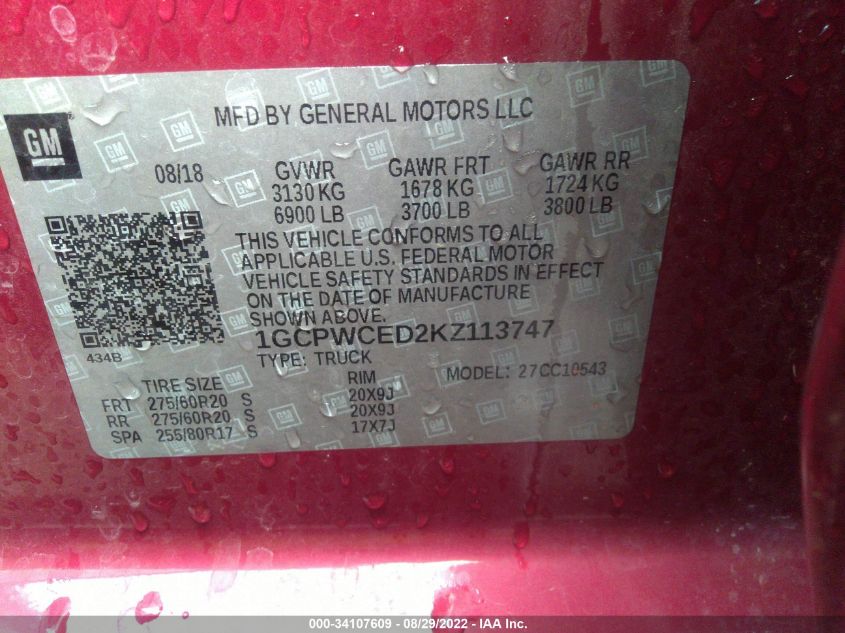 GM
MFD BY GENERAL MOTORS LLC
08/18 GVWR GAWR FRT GAWR RR
3130 KG 1678 KG 1724 KG
6900 LB 3700 LB 3800 LB
THIS VEHICLE CONFORMS TO ALL
APPLICABLE U.S. FEDERAL MOTOR
VEHICLE SAFETY STANDARDS IN EFFECT
ON THE DATE OF MANUFACTURE
SHOWN ABOVE.
434B
1GCPWCED2KZ113747
TYPE: TRUCK
MODEL: 27CC10543
TIRE SIZE RIM
FRT 275/60R20 S 20X9J
RR 275/60R20 S 20X9J
SPA 255/80R17 S 17X7J
000-34107609 - 08/29/2022 - IAA Inc.